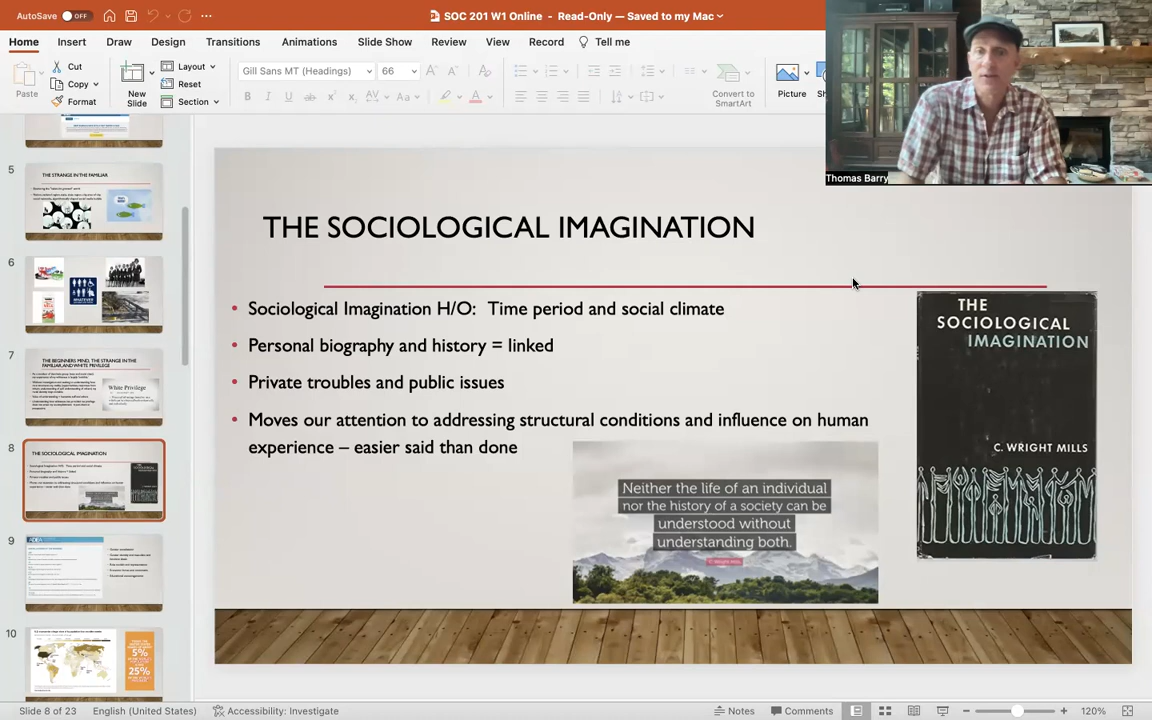 AutoSave OFF
SOC 201 W1 Online - Read-Only — Saved to my Mac
Home Insert Draw Design Transitions Animations Slide Show Review View Record Tell me
Paste
Cut
Copy
Format
New Slide
Layout
Reset
Section
Gill Sans MT (Headings) 66
Convert to SmartArt
Picture
Thomas Barry
5
THE STRANGE IN THE FAMILIAR
6
7
THE BEGINNERS MIND, THE STRANGE IN THE
FAMILIAR, AND WHITE PRIVILEGE
White Privilege
8
THE SOCIOLOGICAL IMAGINATION
9
10
5%
25%
THE SOCIOLOGICAL IMAGINATION
• Sociological Imagination H/O: Time period and social climate
• Personal biography and history = linked
• Private troubles and public issues
• Moves our attention to addressing structural conditions and influence on human
experience – easier said than done
Neither the life of an individual
nor the history of a society can be
understood without
understanding both.
C. Wright Mills
THE
SOCIOLOGICAL
IMAGINATION
C. WRIGHT MILLS
Slide 8 of 23 English (United States) Accessibility: Investigate Notes Comments 120%